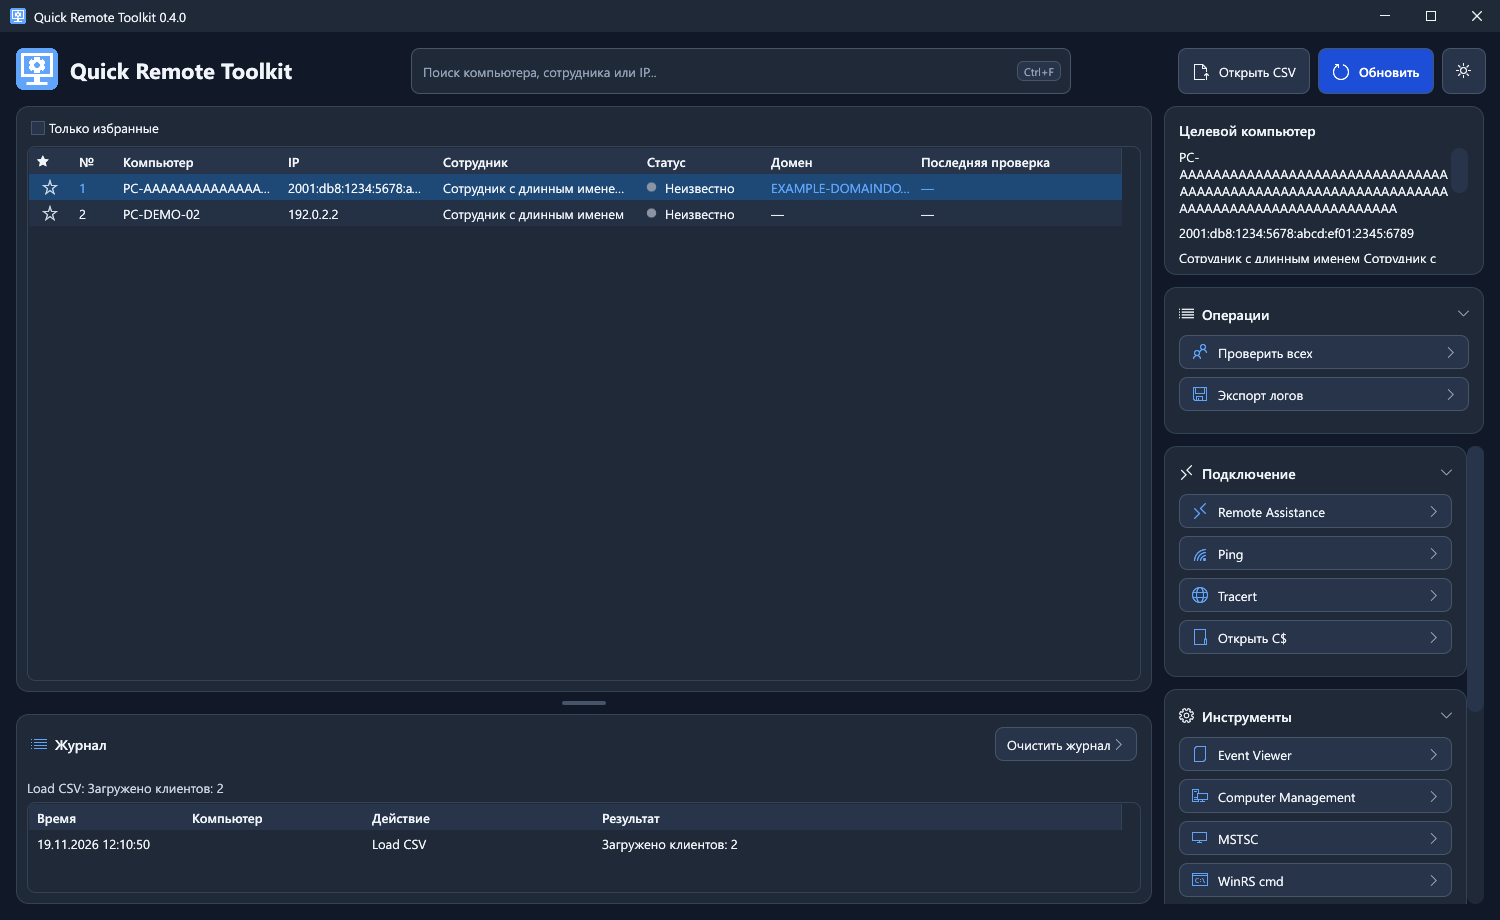 Quick Remote Toolkit 0.4.0
Quick Remote Toolkit
Поиск компьютера, сотрудника или IP...
Ctrl+F
Открыть CSV
Обновить
Только избранные
№ Компьютер IP Сотрудник Статус Домен Последняя проверка
1 PC-AAAAAAAAAAAAAA... 2001:db8:1234:5678:a... Сотрудник с длинным имене... Неизвестно EXAMPLE-DOMAINDO... —
2 PC-DEMO-02 192.0.2.2 Сотрудник с длинным именем Неизвестно — —
Журнал
Очистить журнал
Load CSV: Загружено клиентов: 2
Время Компьютер Действие Результат
19.11.2026 12:10:50 Load CSV Загружено клиентов: 2
Целевой компьютер
PC-
AAAAAAAAAAAAAAAAAAAAAAAAAAAAAAAA
AAAAAAAAAAAAAAAAAAAAAAAAAAAAAAAA
AAAAAAAAAAAAAAAAAAAAAAAAAA
2001:db8:1234:5678:abcd:ef01:2345:6789
Сотрудник с длинным именем Сотрудник с
Операции
Проверить всех
Экспорт логов
Подключение
Remote Assistance
Ping
Tracert
Открыть C$
Инструменты
Event Viewer
Computer Management
MSTSC
WinRS cmd